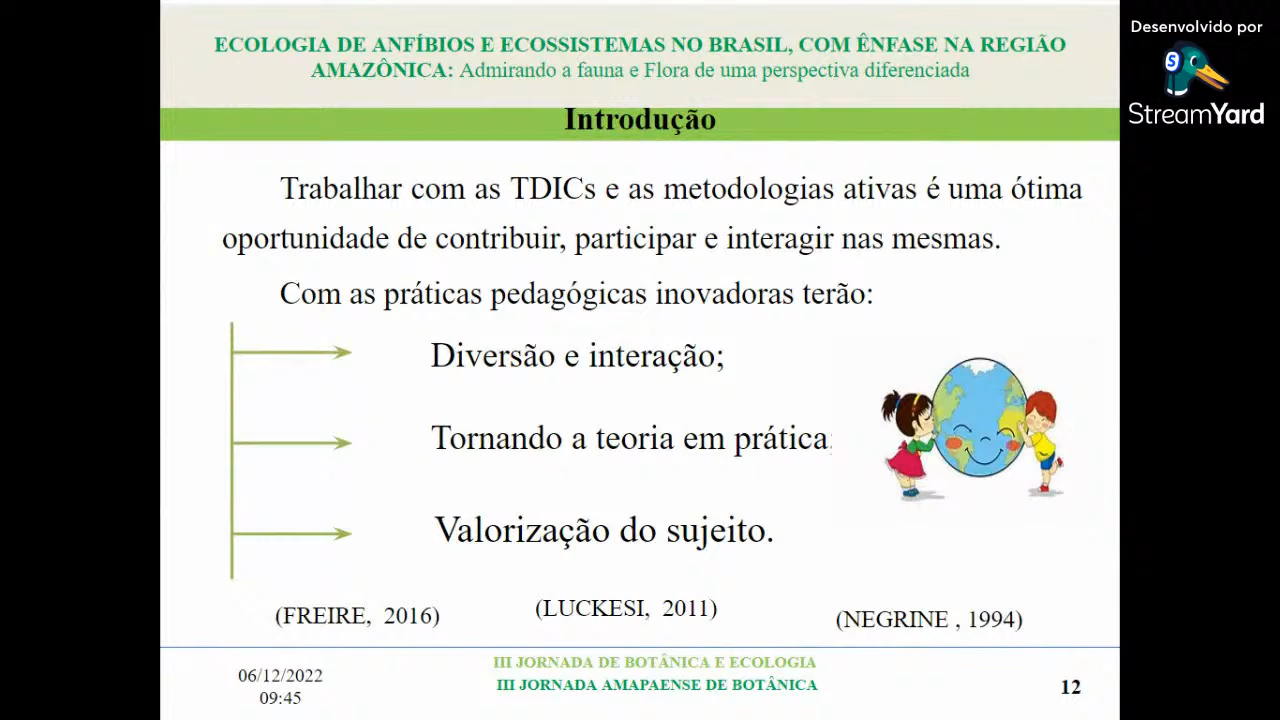 ECOLOGIA DE ANFÍBIOS E ECOSSISTEMAS NO BRASIL, COM ÊNFASE NA REGIÃO
AMAZÔNICA: Admirando a fauna e Flora de uma perspectiva diferenciada
Desenvolvido por
StreamYard
Introdução
Trabalhar com as TDICs e as metodologias ativas é uma ótima
oportunidade de contribuir, participar e interagir nas mesmas.
Com as práticas pedagógicas inovadoras terão:
Diversão e interação;
Tornando a teoria em prática;
Valorização do sujeito.
(FREIRE, 2016)
(LUCKESI, 2011)
(NEGRINE , 1994)
06/12/2022
09:45
III JORNADA DE BOTÂNICA E ECOLOGIA
III JORNADA AMAPAENSE DE BOTÂNICA
12